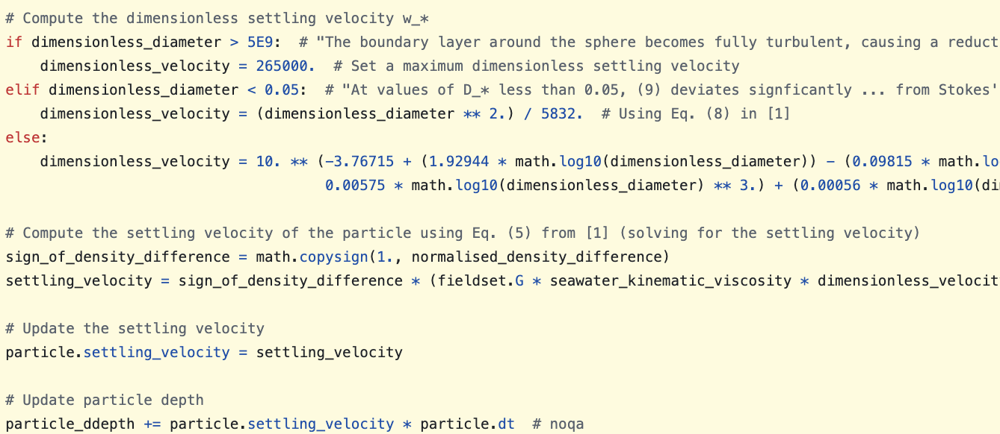 # Compute the dimensionless settling velocity w_*
if dimensionless_diameter > 5E9:  # "The boundary layer around the sphere becomes fully turbulent, causing a reduct
    dimensionless_velocity = 265000.  # Set a maximum dimensionless settling velocity
elif dimensionless_diameter < 0.05:  # "At values of D_* less than 0.05, (9) deviates signficantly ... from Stokes'
    dimensionless_velocity = (dimensionless_diameter ** 2.) / 5832.  # Using Eq. (8) in [1]
else:
    dimensionless_velocity = 10. ** (-3.76715 + (1.92944 * math.log10(dimensionless_diameter)) - (0.09815 * math.lo
                                     0.00575 * math.log10(dimensionless_diameter) ** 3.) + (0.00056 * math.log10(di
# Compute the settling velocity of the particle using Eq. (5) from [1] (solving for the settling velocity)
sign_of_density_difference = math.copysign(1., normalised_density_difference)
settling_velocity = sign_of_density_difference * (fieldset.G * seawater_kinematic_viscosity * dimensionless_velocit
# Update the settling velocity
particle.settling_velocity = settling_velocity
# Update particle depth
particle_ddepth += particle.settling_velocity * particle.dt  # noqa